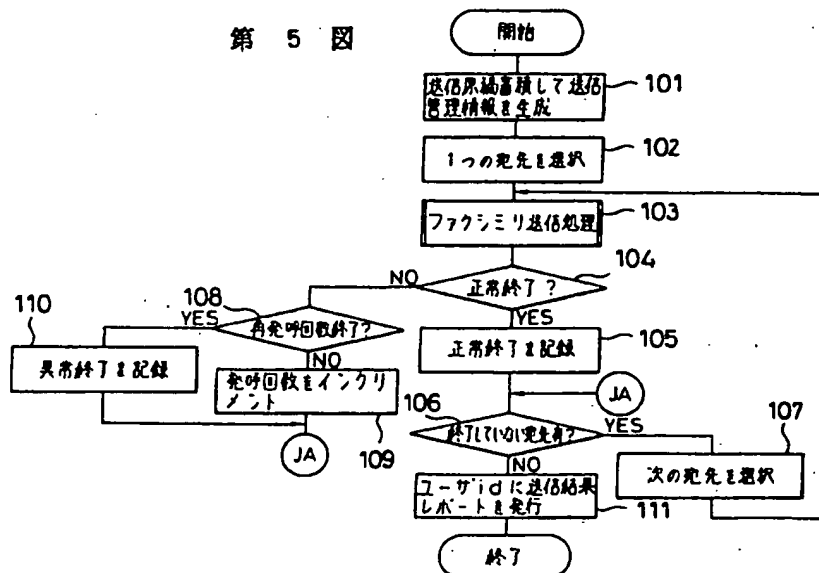 第 5 図
開始
送信原稿蓄積して送信
管理情報を生成
101
1つの宛先を選択
102
ファクシミリ送信処理
103
正常終了?
104
NO
YES
108
再発呼回数終了?
YES
NO
110
異常終了を記録
発呼回数をインクリ
メント
109
JA
正常終了を記録
105
JA
106
終了していない宛先有?
YES
NO
107
次の宛先を選択
ユーザidに送信結果
レポートを発行
111
終了